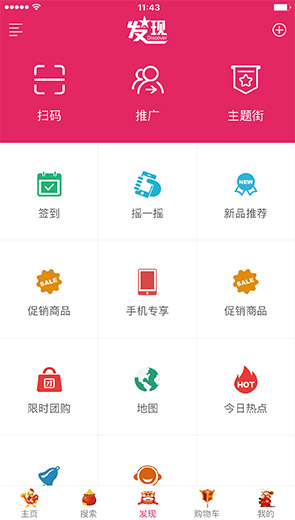 11:43
发现
Discover
扫码
推广
主题街
NEW
签到
摇一摇
新品推荐
SALE
SALE
促销商品
手机专享
促销商品
团
HOT
限时团购
地图
今日热点
主页
搜索
发现
购物车
我的